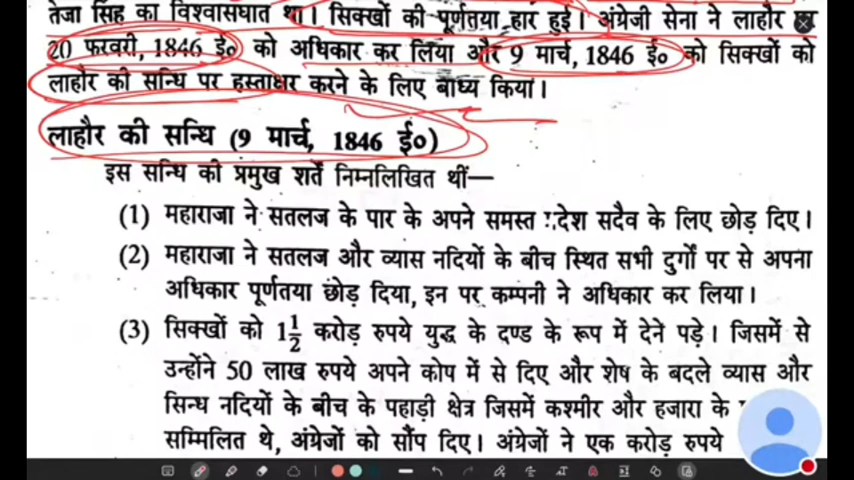 तेजा सिंह का विश्वासघात था। सिक्खों की पूर्णतया हार हुई। अंग्रेजी सेना ने लाहौर
20 फरवरी, 1846 ई० को अधिकार कर लिया और 9 मार्च, 1846 ई० को सिक्खों को
लाहौर की सन्धि पर हस्ताक्षर करने के लिए बाध्य किया।
लाहौर की सन्धि (9 मार्च, 1846 ई०)
इस सन्धि की प्रमुख शर्तें निम्नलिखित थीं—
(1) महाराजा ने सतलज के पार के अपने समस्त देश सदैव के लिए छोड़ दिए।
(2) महाराजा ने सतलज और व्यास नदियों के बीच स्थित सभी दुर्गों पर से अपना
अधिकार पूर्णतया छोड़ दिया, इन पर कम्पनी ने अधिकार कर लिया।
(3) सिक्खों को 1½ करोड़ रुपये युद्ध के दण्ड के रूप में देने पड़े। जिसमें से
उन्होंने 50 लाख रुपये अपने कोप में से दिए और शेष के बदले व्यास और
सिन्ध नदियों के बीच के पहाड़ी क्षेत्र जिसमें कश्मीर और हजारा के
सम्मिलित थे, अंग्रेजों को सौंप दिए। अंग्रेजों ने एक करोड़ रुपये